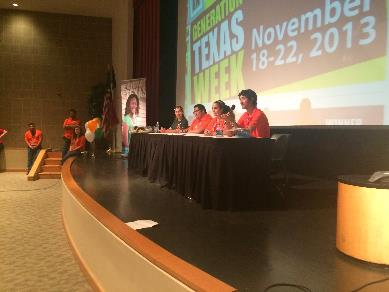 GENERATION
TEXAS
WEEK
November
18-22, 2013